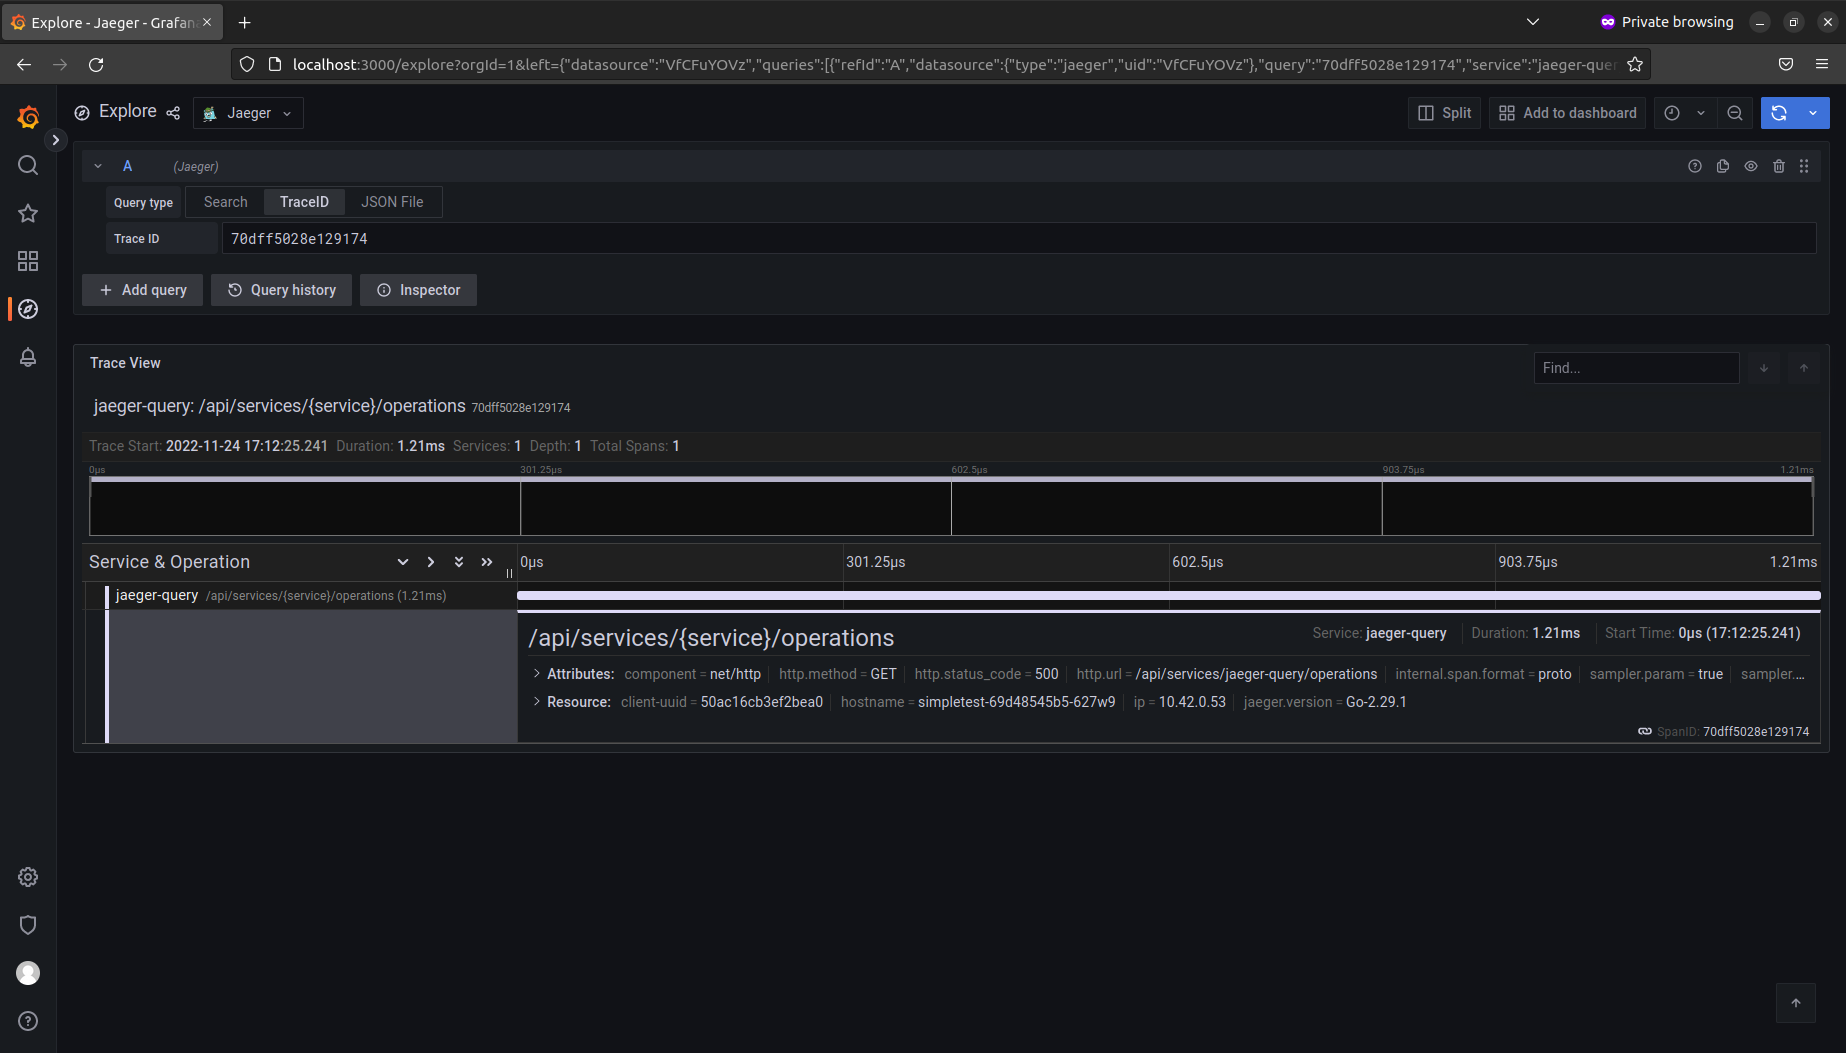 Explore - Jaeger - Grafan
Private browsing
localhost:3000/explore?orgId=1&left={"datasource":"VfCFuYOVz","queries":[{"refId":"A","datasource":{"type":"jaeger","uid":"VfCFuYOVz"},"query":"70dff5028e129174","service":"jaeger-quer
Explore Jaeger Split Add to dashboard
A (Jaeger)
Query type Search TraceID JSON File
Trace ID 70dff5028e129174
+ Add query Query history Inspector
Trace View Find...
jaeger-query: /api/services/{service}/operations 70dff5028e129174
Trace Start: 2022-11-24 17:12:25.241 Duration: 1.21ms Services: 1 Depth: 1 Total Spans: 1
0μs 301.25μs 602.5μs 903.75μs 1.21ms
Service & Operation 0μs 301.25μs 602.5μs 903.75μs 1.21ms
jaeger-query /api/services/{service}/operations (1.21ms)
/api/services/{service}/operations Service: jaeger-query Duration: 1.21ms Start Time: 0μs (17:12:25.241)
Attributes: component = net/http http.method = GET http.status_code = 500 http.url = /api/services/jaeger-query/operations internal.span.format = proto sampler.param = true sampler....
Resource: client-uuid = 50ac16cb3ef2bea0 hostname = simpletest-69d48545b5-627w9 ip = 10.42.0.53 jaeger.version = Go-2.29.1
SpanID: 70dff5028e129174